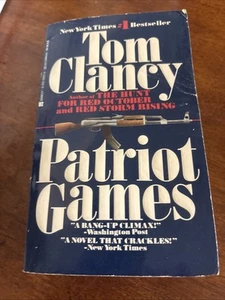 New York Times #1 Bestseller
Tom
Clancy
Author of THE HUNT
FOR RED OCTOBER
and RED STORM RISING
Patriot
Games
"A BANG-UP CLIMAX!"
-Washington Post
"A NOVEL THAT CRACKLES!"
-New York Times